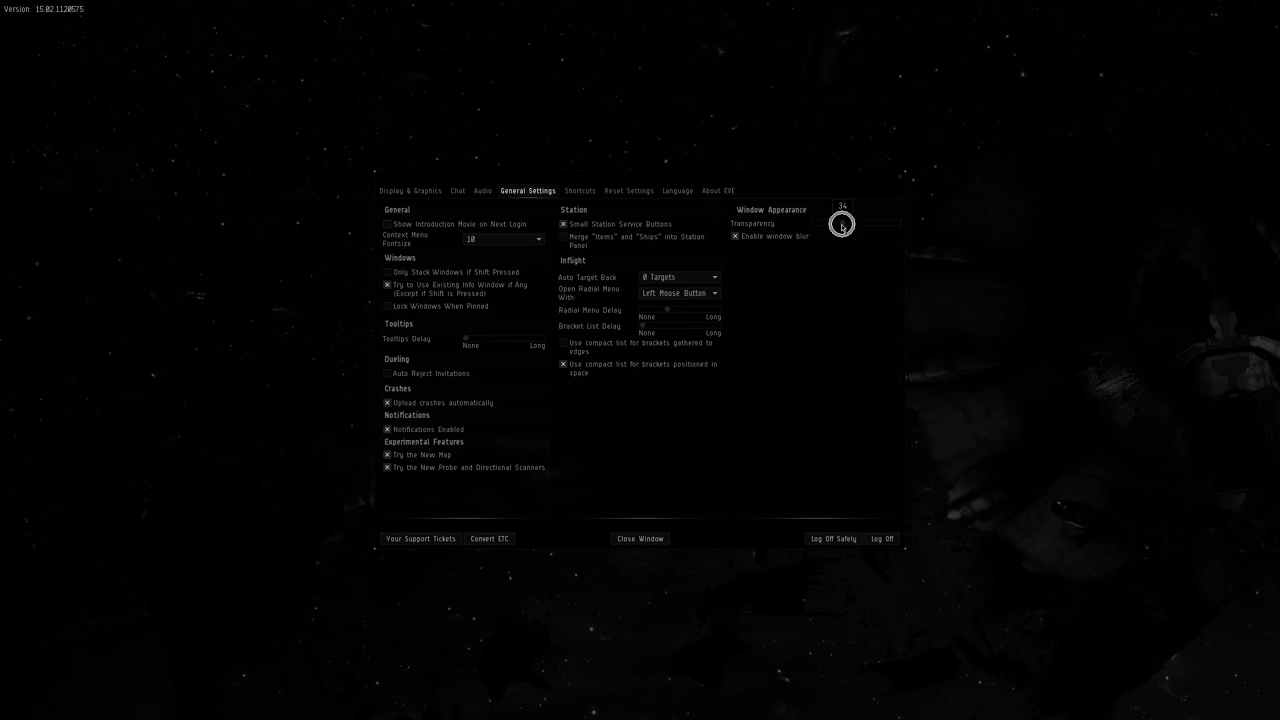 Version: 15.02.1120575
Display & Graphics Chat Audio General Settings Shortcuts Reset Settings Language About EVE
General
Show Introduction Movie on Next Login
Context Menu
Fontsize
10
Windows
Only Stack Windows if Shift Pressed
Try to Use Existing Info Window if Any
(Except if Shift is Pressed)
Lock Windows When Pinned
Tooltips
Tooltips Delay
None Long
Dueling
Auto Reject Invitations
Crashes
Upload crashes automatically
Notifications
Notifications Enabled
Experimental Features
Try the New Map
Try the New Probe and Directional Scanners
Station
Small Station Service Buttons
Merge "Items" and "Ships" into Station
Panel
Inflight
Auto Target Back 0 Targets
Open Radial Menu
With:
Left Mouse Button
Radial Menu Delay
None Long
Bracket List Delay
None Long
Use compact list for brackets gathered to
edges
Use compact list for brackets positioned in
space
34
Window Appearance
Transparency
Enable window blur
Your Support Tickets Convert ETC Close Window Log Off Safely Log Off